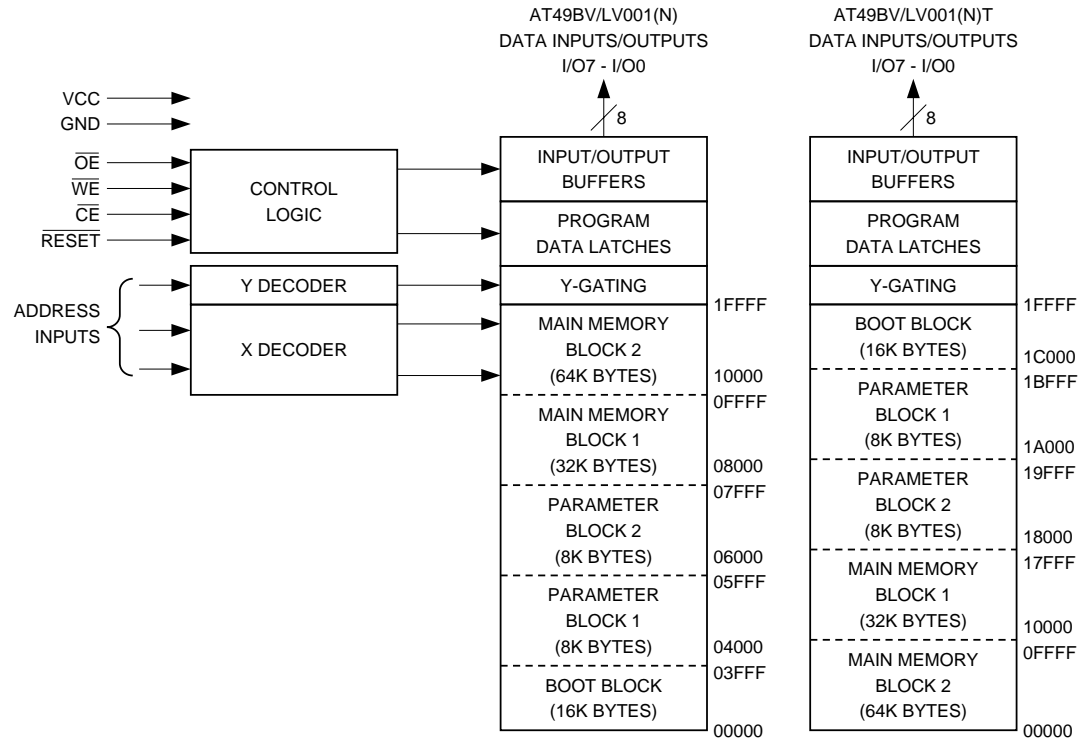 AT49BV/LV001(N)
DATA INPUTS/OUTPUTS
I/O7 - I/O0
8
AT49BV/LV001(N)T
DATA INPUTS/OUTPUTS
I/O7 - I/O0
8
VCC
GND
OE
WE
CE
RESET
CONTROL
LOGIC
ADDRESS
INPUTS
Y DECODER
X DECODER
INPUT/OUTPUT
BUFFERS
PROGRAM
DATA LATCHES
Y-GATING
1FFFF
MAIN MEMORY
BLOCK 2
(64K BYTES)
10000
0FFFF
MAIN MEMORY
BLOCK 1
(32K BYTES)
08000
07FFF
PARAMETER
BLOCK 2
(8K BYTES)
06000
05FFF
PARAMETER
BLOCK 1
(8K BYTES)
04000
03FFF
BOOT BLOCK
(16K BYTES)
00000
INPUT/OUTPUT
BUFFERS
PROGRAM
DATA LATCHES
Y-GATING
1FFFF
BOOT BLOCK
(16K BYTES)
1C000
1BFFF
PARAMETER
BLOCK 1
(8K BYTES)
1A000
19FFF
PARAMETER
BLOCK 2
(8K BYTES)
18000
17FFF
MAIN MEMORY
BLOCK 1
(32K BYTES)
10000
0FFFF
MAIN MEMORY
BLOCK 2
(64K BYTES)
00000